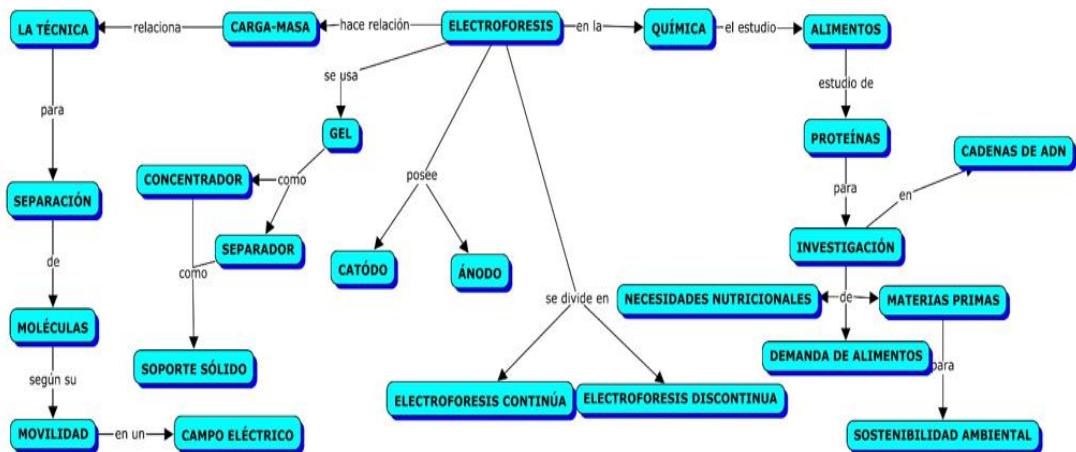 LA TÉCNICA
relaciona
CARGA-MASA
hace relación
ELECTROFORESIS
en la
QUÍMICA
el estudio
ALIMENTOS
se usa
estudio de
para
GEL
PROTEÍNAS
CADENAS DE ADN
CONCENTRADOR
como
posee
para
en
SEPARACIÓN
SEPARADOR
INVESTIGACIÓN
de
como
CATÓDO
ÁNODO
se divide en
NECESIDADES NUTRICIONALES
de
MATERIAS PRIMAS
MOLÉCULAS
SOPORTE SÓLIDO
DEMANDA DE ALIMENTOS
para
según su
ELECTROFORESIS CONTINÚA
ELECTROFORESIS DISCONTINUA
MOVILIDAD
en un
CAMPO ELÉCTRICO
SOSTENIBILIDAD AMBIENTAL